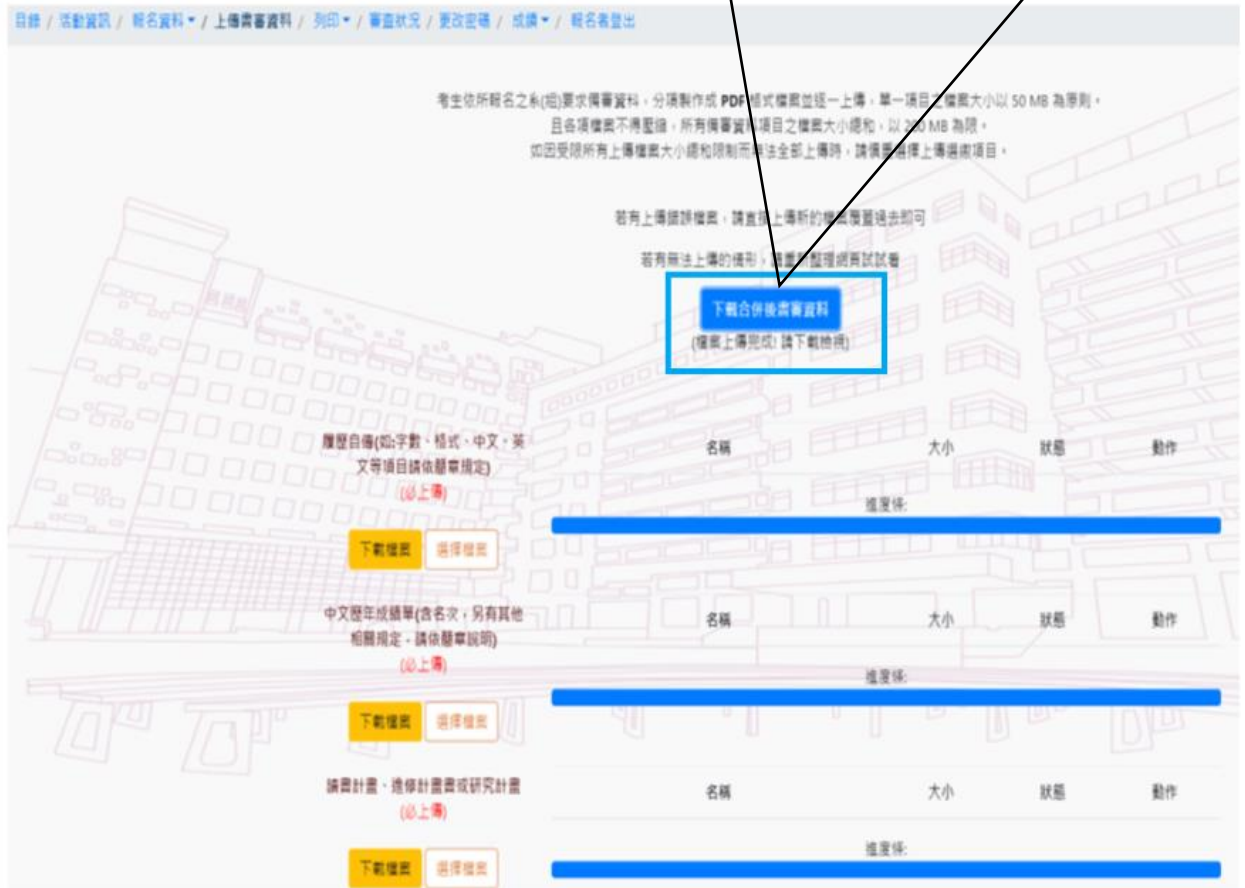 目錄 / 活動資訊 / 報名資料 / 上傳書審資料 / 列印 / 審查狀況 / 更改密碼 / 成績 / 報名者登出
考生依所報名之系(組)要求備審資料，分項製作成 PDF 格式檔案並逐一上傳，單一項目之檔案大小以 50 MB 為原則。
且各項檔案不得壓縮，所有備審資料項目之檔案大小總和，以 200 MB 為限。
如因受限所有上傳檔案大小總和限制而無法全部上傳時，請慎重選擇上傳選繳項目。
若有上傳錯誤檔案，請直接上傳新的檔案覆蓋過去即可
若有無法上傳的情形，請重新整理網頁試試看
下載合併後書審資料
(檔案上傳完成! 請下載檢視)
履歷自傳(如:字數、格式、中文、英
文等項目請依簡章規定)
(必上傳)
名稱 大小 狀態 動作
進度條:
下載檔案 選擇檔案
中文歷年成績單(含名次，另有其他
相關規定，請依簡章說明)
(必上傳)
名稱 大小 狀態 動作
進度條:
下載檔案 選擇檔案
讀書計畫、進修計畫書或研究計畫
(必上傳)
名稱 大小 狀態 動作
進度條:
下載檔案 選擇檔案